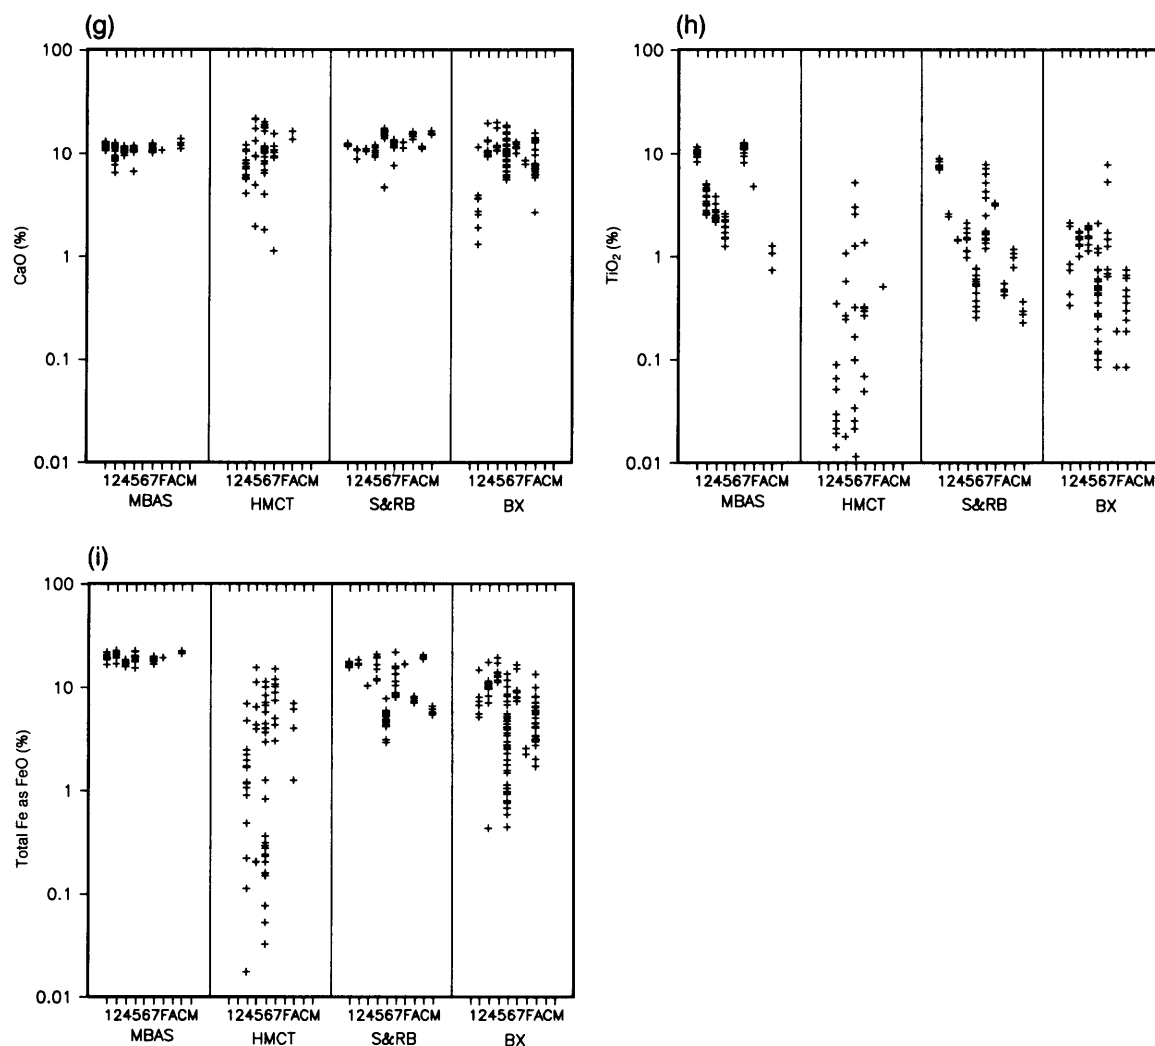 (g)
100
10
1
0.1
0.01
CaO (%)
124567FACM 124567FACM 124567FACM 124567FACM
MBAS HMCT S&RB BX
(h)
100
10
1
0.1
0.01
TiO2 (%)
124567FACM 124567FACM 124567FACM 124567FACM
MBAS HMCT S&RB BX
(i)
100
10
1
0.1
0.01
Total Fe as FeO (%)
124567FACM 124567FACM 124567FACM 124567FACM
MBAS HMCT S&RB BX